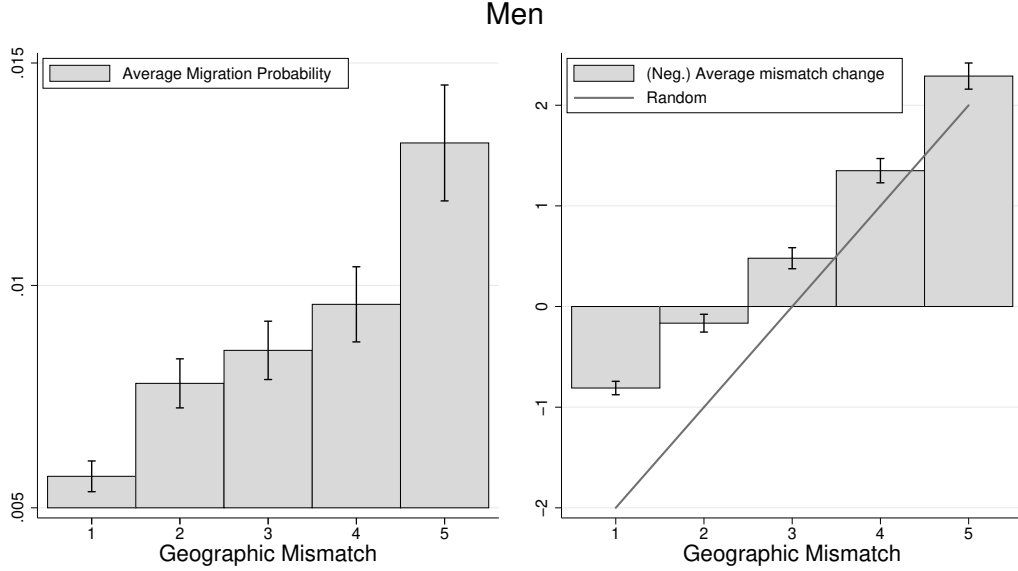 Men
.015
.01
.005
Average Migration Probability
1 2 3 4 5
Geographic Mismatch
2
1
0
−1
−2
(Neg.) Average mismatch change
Random
1 2 3 4 5
Geographic Mismatch